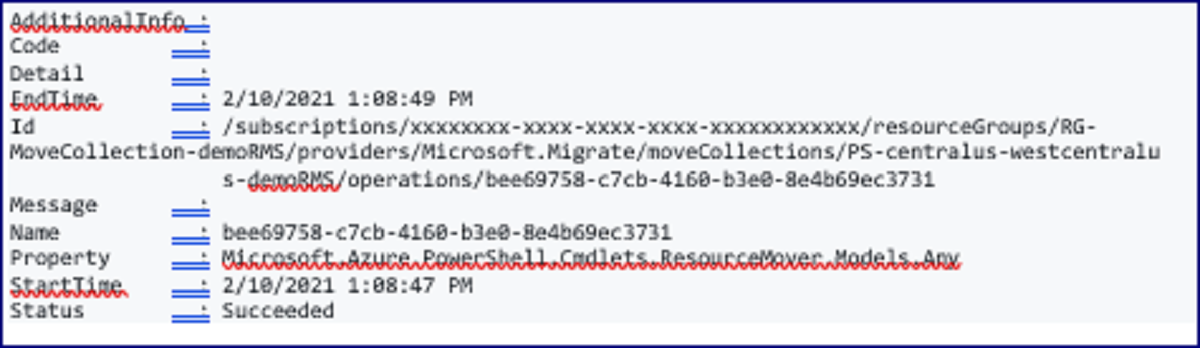 AdditionalInfo :
Code :
Detail :
EndTime : 2/10/2021 1:08:49 PM
Id : /subscriptions/xxxxxxxx-xxxx-xxxx-xxxx-xxxxxxxxxxxx/resourceGroups/RG-
MoveCollection-demoRMS/providers/Microsoft.Migrate/moveCollections/PS-centralus-westcentralu
s-demoRMS/operations/bee69758-c7cb-4160-b3e0-8e4b69ec3731
Message :
Name : bee69758-c7cb-4160-b3e0-8e4b69ec3731
Property : Microsoft.Azure.PowerShell.Cmdlets.ResourceMover.Models.Any
StartTime : 2/10/2021 1:08:47 PM
Status : Succeeded